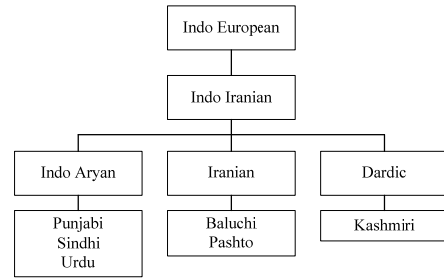 Indo European
Indo Iranian
Indo Aryan
Iranian
Dardic
Punjabi
Sindhi
Urdu
Baluchi
Pashto
Kashmiri